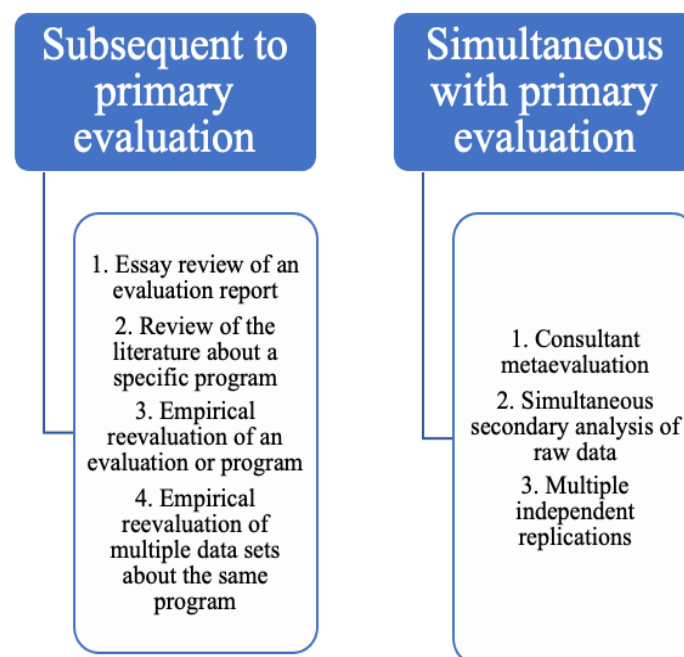 Subsequent to
primary
evaluation
1. Essay review of an
evaluation report
2. Review of the
literature about a
specific program
3. Empirical
reevaluation of an
evaluation or program
4. Empirical
reevaluation of
multiple data sets
about the same
program
Simultaneous
with primary
evaluation
1. Consultant
metaevaluation
2. Simultaneous
secondary analysis of
raw data
3. Multiple
independent
replications